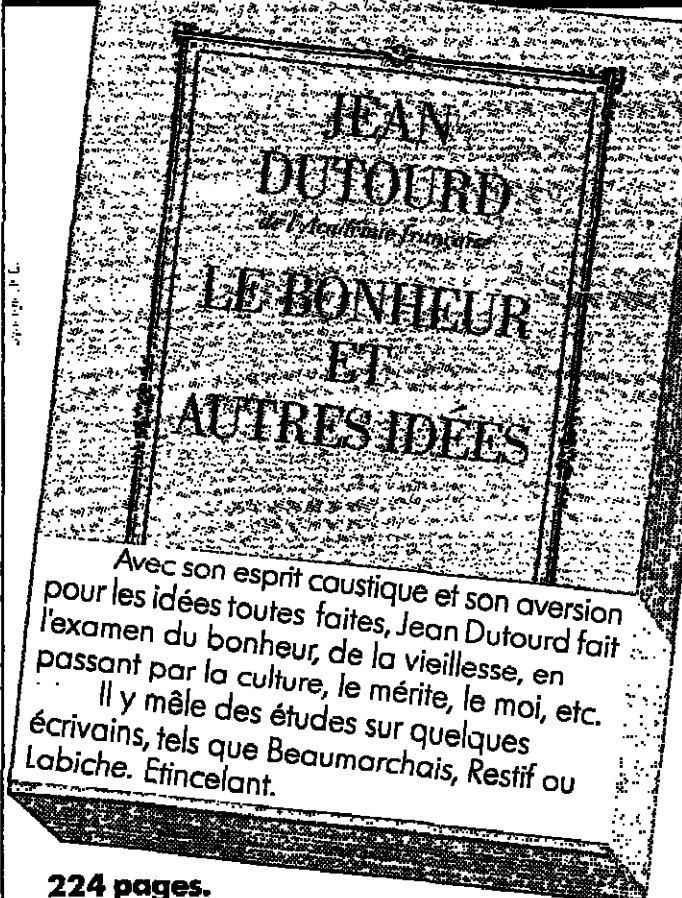 JEAN
DUTOURD
de l'Académie française
LE BONHEUR
ET
AUTRES IDÉES
Avec son esprit caustique et son aversion
pour les idées toutes faites, Jean Dutourd fait
l'examen du bonheur, de la vieillesse, en
passant par la culture, le mérite, le moi, etc.
Il y mêle des études sur quelques
écrivains, tels que Beaumarchais, Restif ou
Labiche. Etincelant.
224 pages.